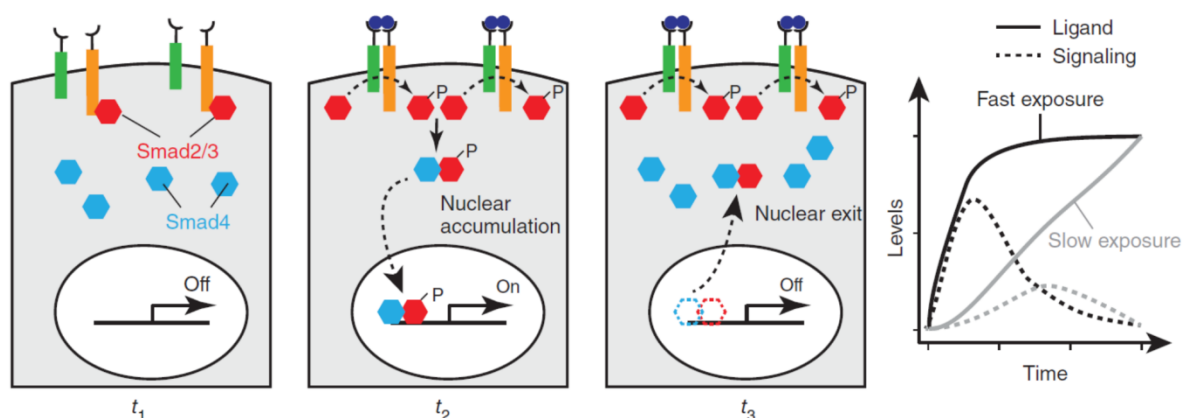 Smad2/3
Smad4
Off
t1
P
P
P
Nuclear
accumulation
P
On
t2
P
P
Nuclear exit
Off
t3
Ligand
Signaling
Fast exposure
Slow exposure
Levels
Time